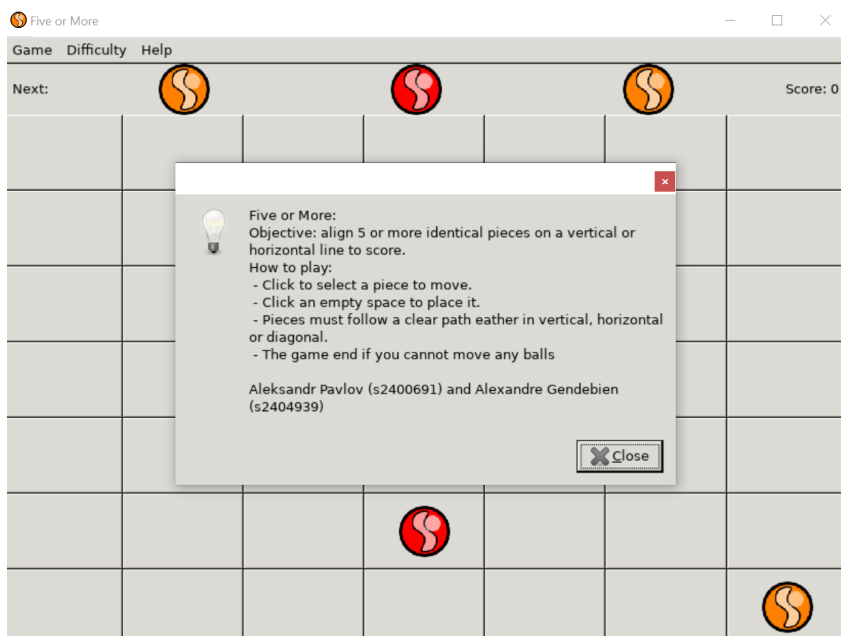 Five or More
Game Difficulty Help
Next: Score: 0
Five or More:
Objective: align 5 or more identical pieces on a vertical or
horizontal line to score.
How to play:
- Click to select a piece to move.
- Click an empty space to place it.
- Pieces must follow a clear path eather in vertical, horizontal
or diagonal.
- The game end if you cannot move any balls
Aleksandr Pavlov (s2400691) and Alexandre Gendebien
(s2404939)
Close